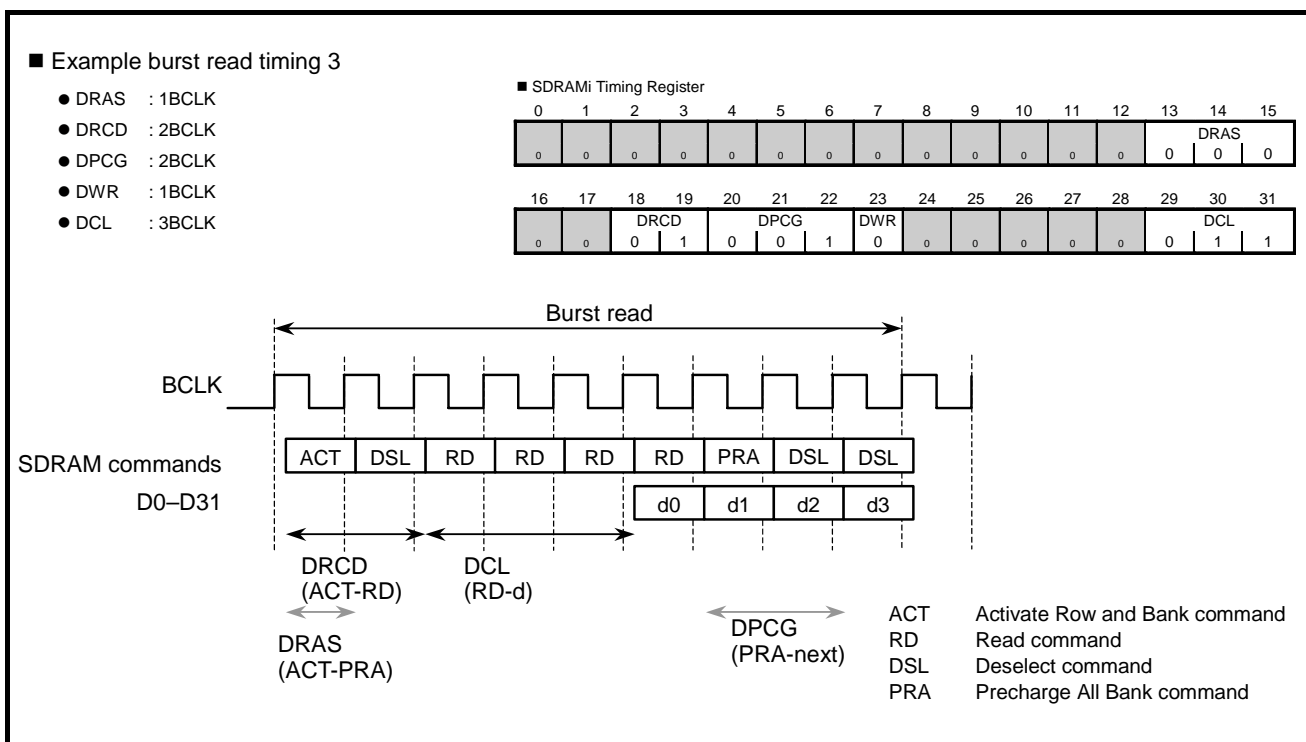 ■ Example burst read timing 3
● DRAS : 1BCLK
● DRCD : 2BCLK
● DPCG : 2BCLK
● DWR : 1BCLK
● DCL : 3BCLK
■ SDRAMi Timing Register
0 1 2 3 4 5 6 7 8 9 10 11 12 13 14 15
DRAS
0 0 0 0 0 0 0 0 0 0 0 0 0 0 0 0
16 17 18 19 20 21 22 23 24 25 26 27 28 29 30 31
DRCD DPCG DWR DCL
0 0 0 1 0 0 1 0 0 0 0 0 0 0 1 1
Burst read
BCLK
SDRAM commands ACT DSL RD RD RD RD PRA DSL DSL
D0–D31 d0 d1 d2 d3
DRCD
(ACT-RD)
DCL
(RD-d)
DRAS
(ACT-PRA)
DPCG
(PRA-next)
ACT Activate Row and Bank command
RD Read command
DSL Deselect command
PRA Precharge All Bank command